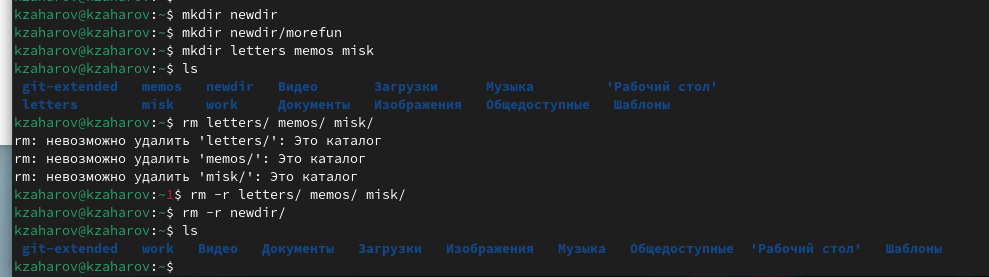 kzaharov@kzaharov:~$ mkdir newdir
kzaharov@kzaharov:~$ mkdir newdir/morefun
kzaharov@kzaharov:~$ mkdir letters memos misk
kzaharov@kzaharov:~$ ls
git-extended memos newdir Видео Загрузки Музыка 'Рабочий стол'
letters misk work Документы Изображения Общедоступные Шаблоны
kzaharov@kzaharov:~$ rm letters/ memos/ misk/
rm: невозможно удалить 'letters/': Это каталог
rm: невозможно удалить 'memos/': Это каталог
rm: невозможно удалить 'misk/': Это каталог
kzaharov@kzaharov:~1$ rm -r letters/ memos/ misk/
kzaharov@kzaharov:~$ rm -r newdir/
kzaharov@kzaharov:~$ ls
git-extended work Видео Документы Загрузки Изображения Музыка Общедоступные 'Рабочий стол' Шаблоны
kzaharov@kzaharov:~$